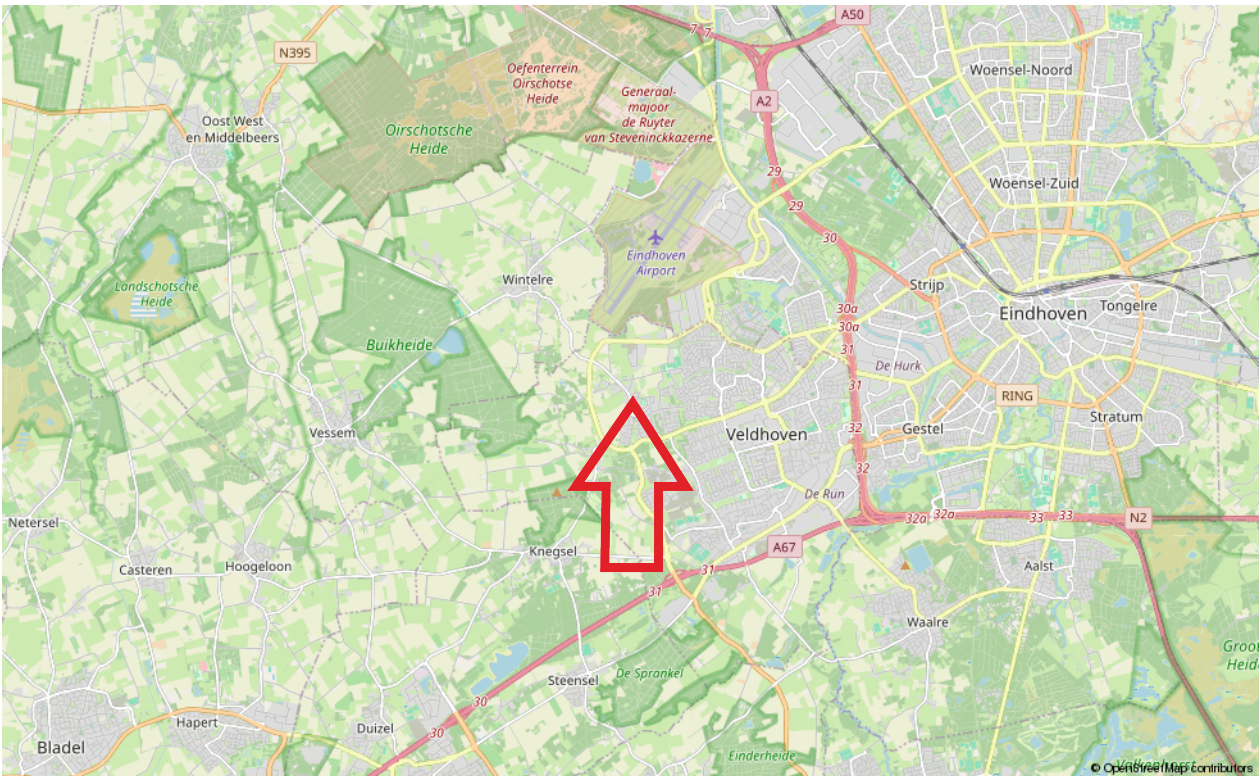 A50
7
7
N395
Woensel-Noord
Oefenterrein
Oirschotse
Heide
Generaal-
majoor
de Ruyter
van Steveninckkazerne
A2
Oost West
en Middelbeers
Oirschotsche
Heide
29
Woensel-Zuid
29
30
Eindhoven
Airport
Wintelre
Landschotsche
Heide
Strijp
Eindhoven
Tongelre
30a
30a
Buikheide
31
De Hurk
31
RING
Stratum
Vessem
Veldhoven
32
Gestel
32
De Run
Netersel
32a
32a
33
33
N2
Knegsel
A67
Casteren
Hoogeloon
31
Aalst
31
Waalre
Groot
Heid
De Sprankel
Steensel
30
Hapert
Duizel
30
Bladel
Einderheide
Valkenhorst
© OpenStreetMap contributors